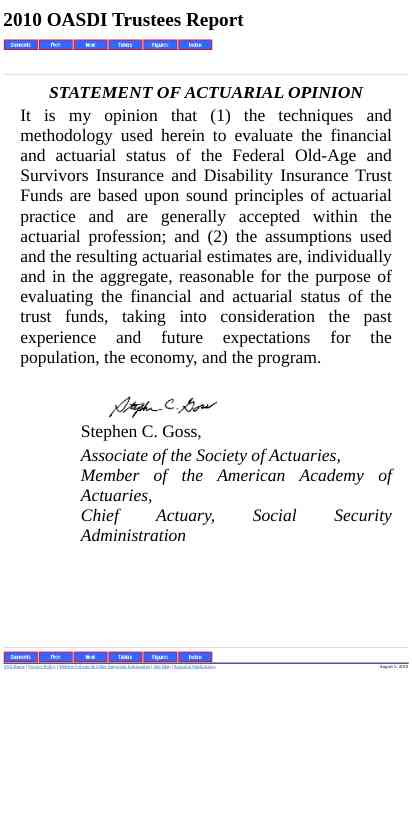 2010 OASDI Trustees Report
Contents Prev Next Tables Figures Index
STATEMENT OF ACTUARIAL OPINION
It is my opinion that (1) the techniques and
methodology used herein to evaluate the financial
and actuarial status of the Federal Old-Age and
Survivors Insurance and Disability Insurance Trust
Funds are based upon sound principles of actuarial
practice and are generally accepted within the
actuarial profession; and (2) the assumptions used
and the resulting actuarial estimates are, individually
and in the aggregate, reasonable for the purpose of
evaluating the financial and actuarial status of the
trust funds, taking into consideration the past
experience and future expectations for the
population, the economy, and the program.
Stephen C. Goss
Stephen C. Goss,
Associate of the Society of Actuaries,
Member of the American Academy of
Actuaries,
Chief Actuary, Social Security
Administration
Contents Prev Next Tables Figures Index